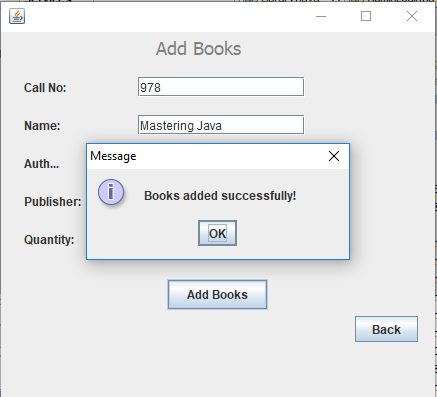 Add Books
Call No:
978
Name:
Mastering Java
Auth...
Message
Publisher:
Books added successfully!
Quantity:
OK
Add Books
Back